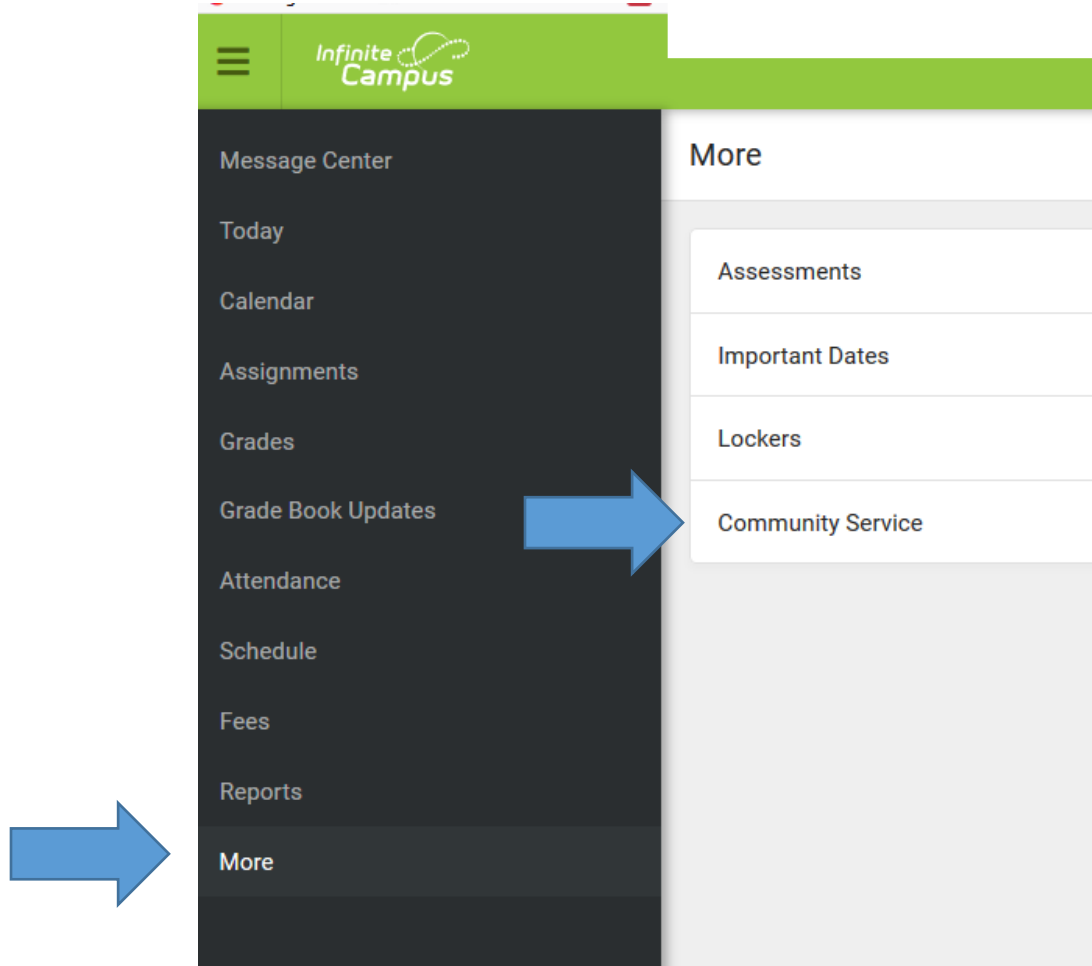 Infinite
Campus
Message Center
Today
Calendar
Assignments
Grades
Grade Book Updates
Attendance
Schedule
Fees
Reports
More
More
Assessments
Important Dates
Lockers
Community Service